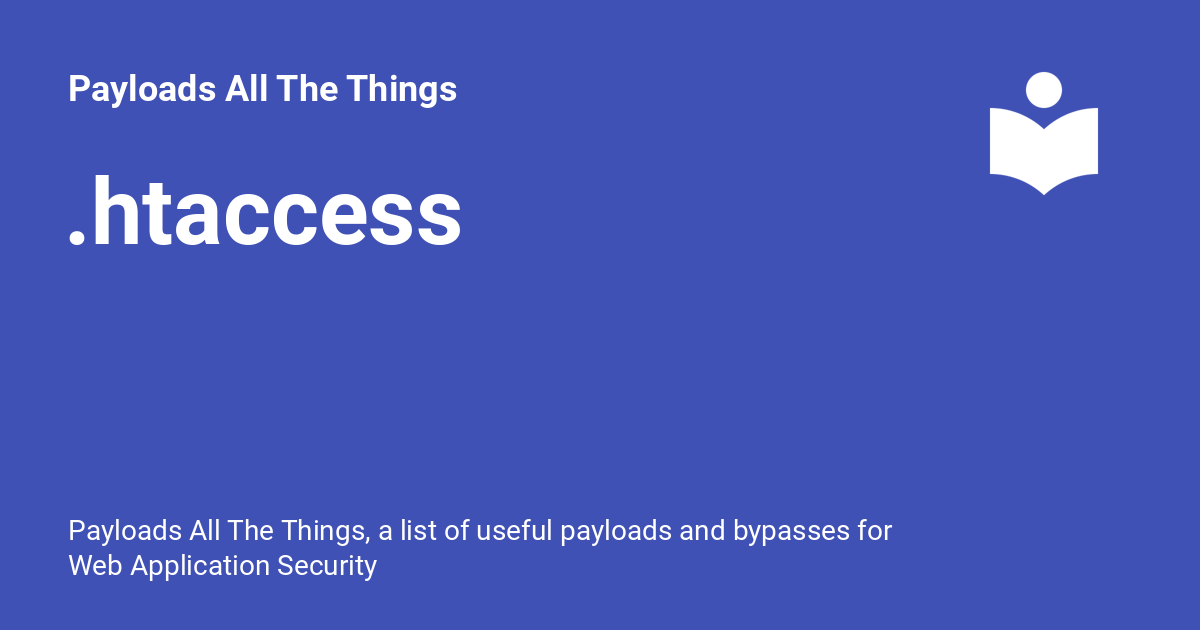 Payloads All The Things
.htaccess
Payloads All The Things, a list of useful payloads and bypasses for
Web Application Security